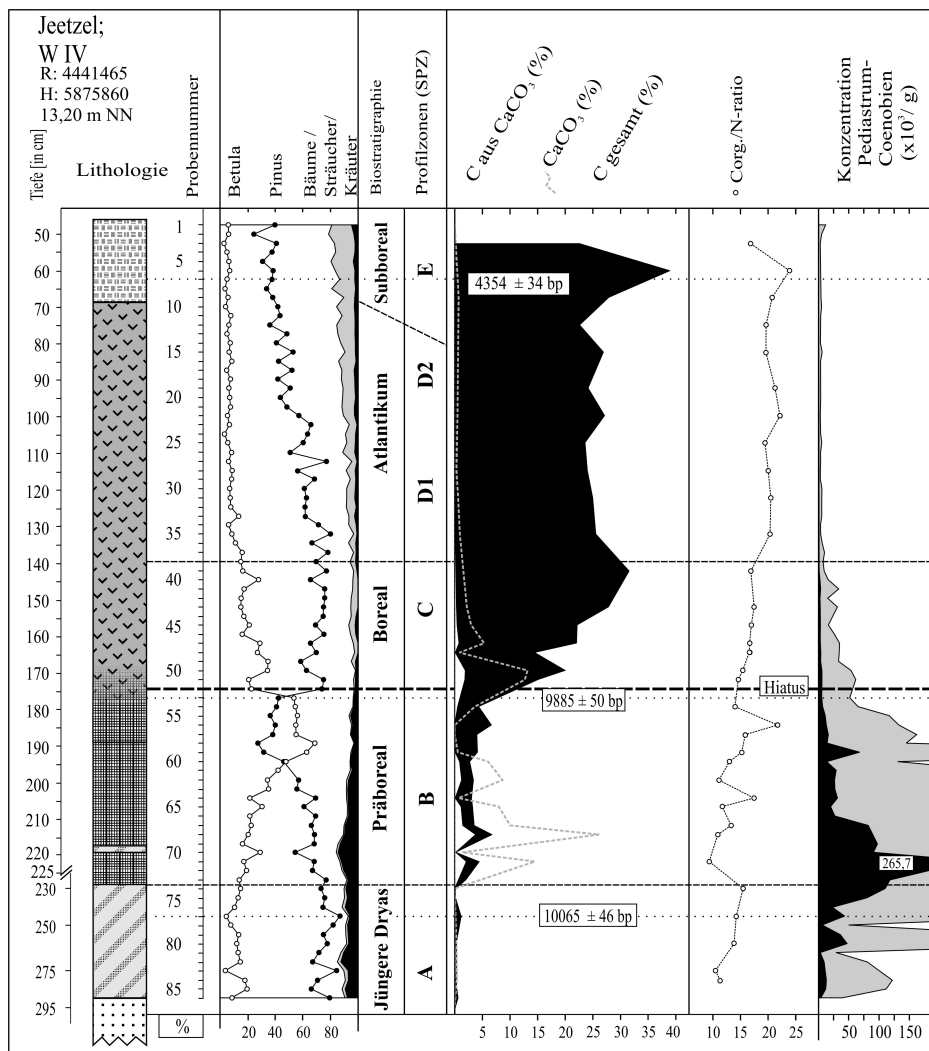 Jeetzel;
W IV
R: 4441465
H: 5875860
13,20 m NN
Tiefe [in cm]
Lithologie
Probennummer
Betula
Pinus
Bäume /
Sträucher/
Kräuter
Biostratigraphie
Profilzonen (SPZ)
C aus CaCO3 (%)
CaCO3 (%)
C gesamt (%)
Corg./N-ratio
Konzentration
Pediastrum-
Coenobien
(x10³/ g)
50
60
70
80
90
100
110
120
130
140
150
160
170
180
190
200
210
220
225
230
250
275
295
1
5
10
15
20
25
30
35
40
45
50
55
60
65
70
75
80
85
Subboreal
Atlantikum
Boreal
Präboreal
Jüngere Dryas
E
D2
D1
C
B
A
4354 ± 34 bp
Hiatus
9885 ± 50 bp
265,7
10065 ± 46 bp
%
20 40 60 80 100
5 10 15 20 25 30 35 40
10 15 20 25
50 100 150